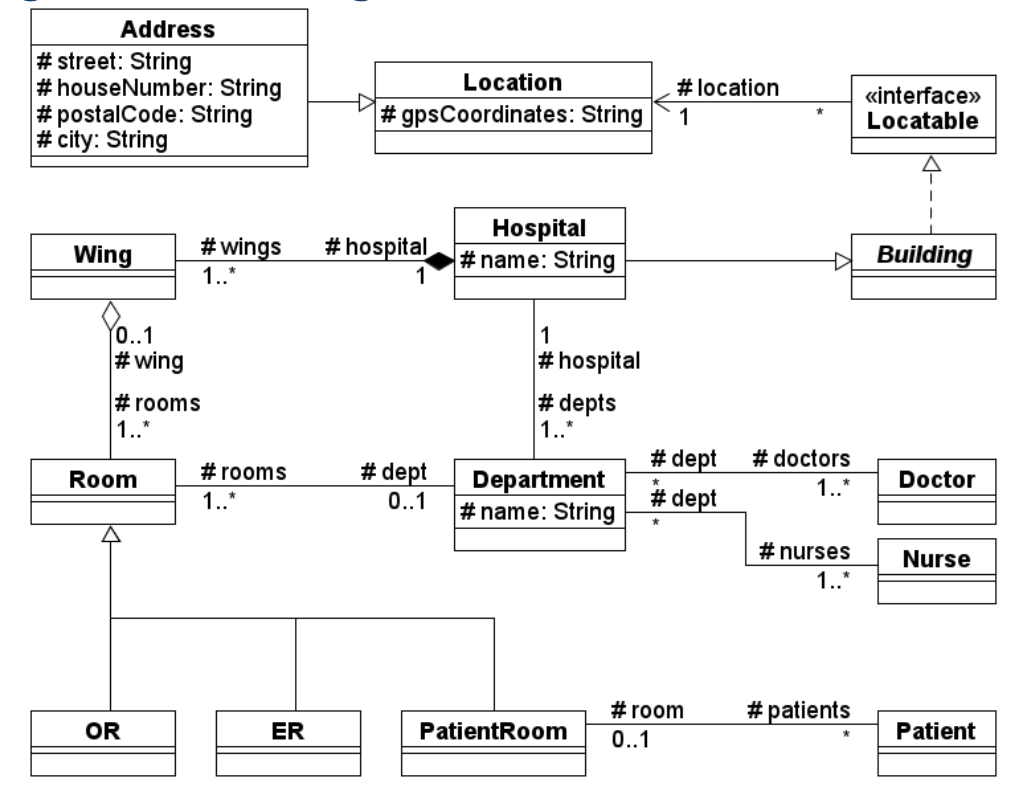 Address
# street: String
# houseNumber: String
# postalCode: String
# city: String
Location
# gpsCoordinates: String
# location
1
*
«interface»
Locatable
Wing
# wings
1..*
# hospital
1
Hospital
# name: String
Building
0..1
# wing
# rooms
1..*
1
# hospital
# depts
1..*
Room
# rooms
1..*
# dept
0..1
Department
# name: String
# dept
*
# doctors
1..*
Doctor
# dept
*
# nurses
1..*
Nurse
OR
ER
PatientRoom
# room
0..1
# patients
*
Patient